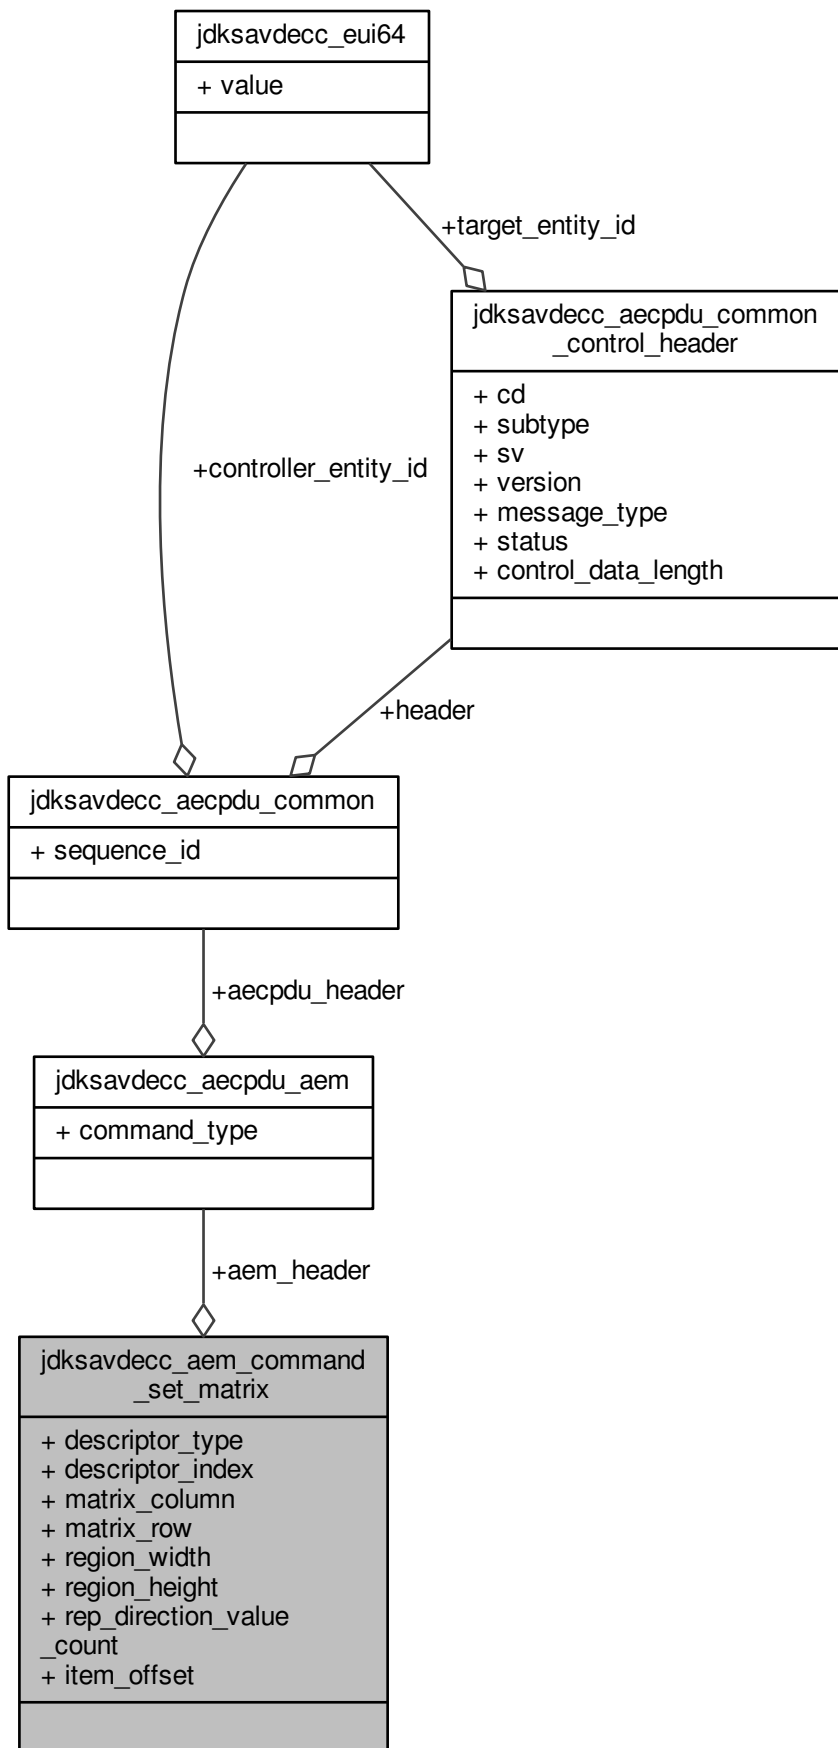 jdksavdecc_eui64
+ value
+target_entity_id
jdksavdecc_aecpdu_common
_control_header
+ cd
+ subtype
+ sv
+ version
+ message_type
+ status
+ control_data_length
+controller_entity_id
+header
jdksavdecc_aecpdu_common
+ sequence_id
+aecpdu_header
jdksavdecc_aecpdu_aem
+ command_type
+aem_header
jdksavdecc_aem_command
_set_matrix
+ descriptor_type
+ descriptor_index
+ matrix_column
+ matrix_row
+ region_width
+ region_height
+ rep_direction_value
_count
+ item_offset